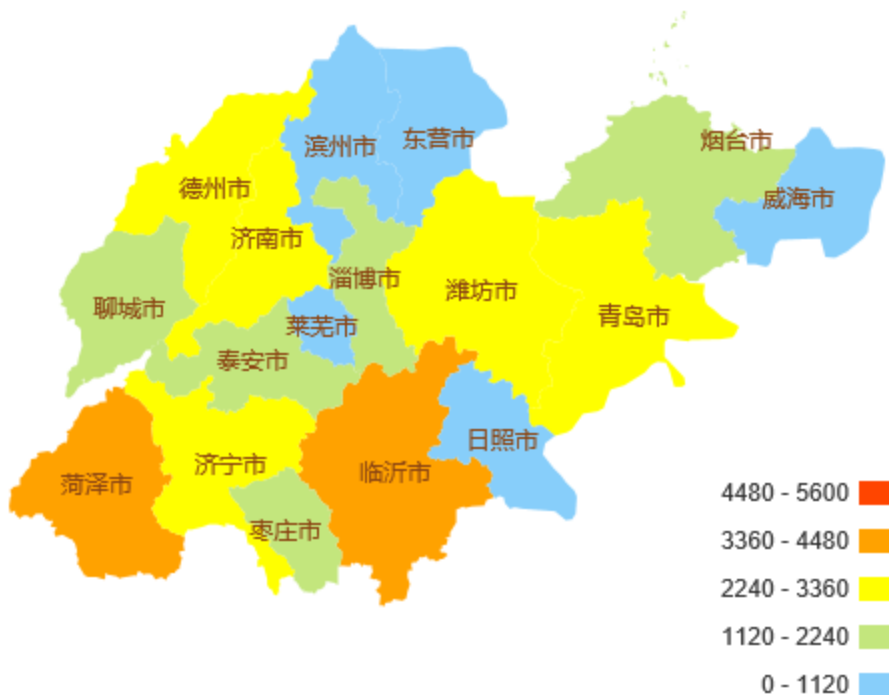 烟台市
滨州市
东营市
德州市
威海市
济南市
淄博市
潍坊市
聊城市
莱芜市
青岛市
泰安市
日照市
济宁市
临沂市
菏泽市
枣庄市
4480 - 5600
3360 - 4480
2240 - 3360
1120 - 2240
0 - 1120